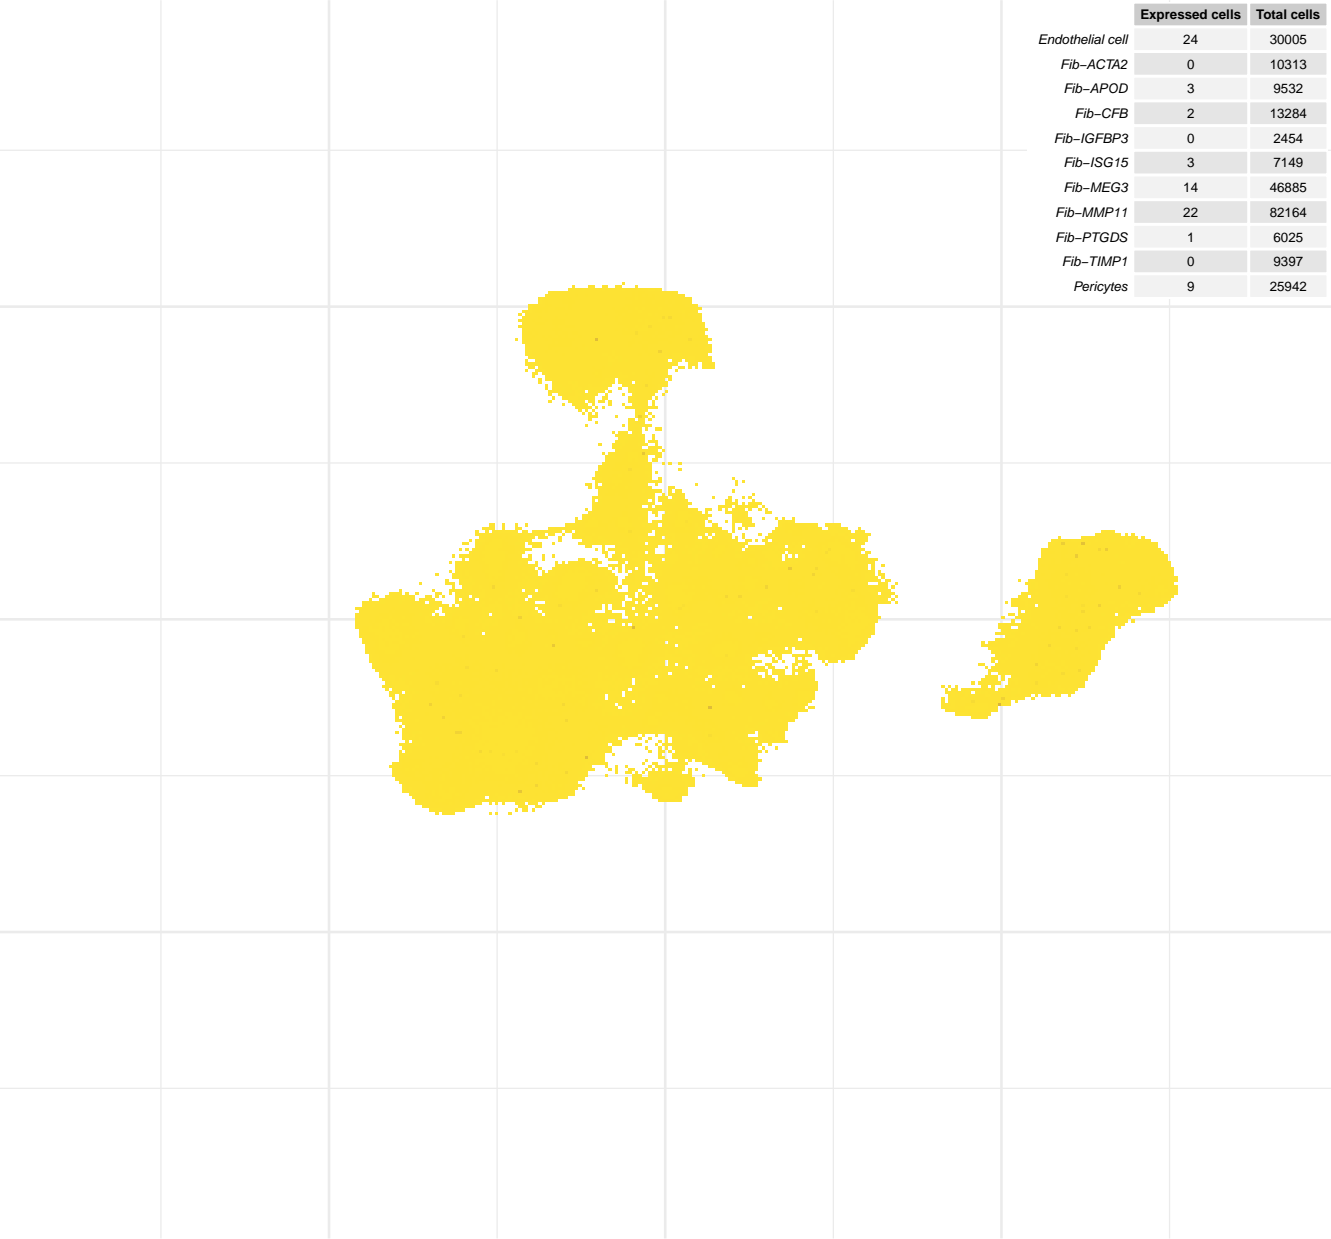 Expressed cells Total cells
Endothelial cell 24 30005
Fib−ACTA2 0 10313
Fib−APOD 3 9532
Fib−CFB 2 13284
Fib−IGFBP3 0 2454
Fib−ISG15 3 7149
Fib−MEG3 14 46885
Fib−MMP11 22 82164
Fib−PTGDS 1 6025
Fib−TIMP1 0 9397
Pericytes 9 25942